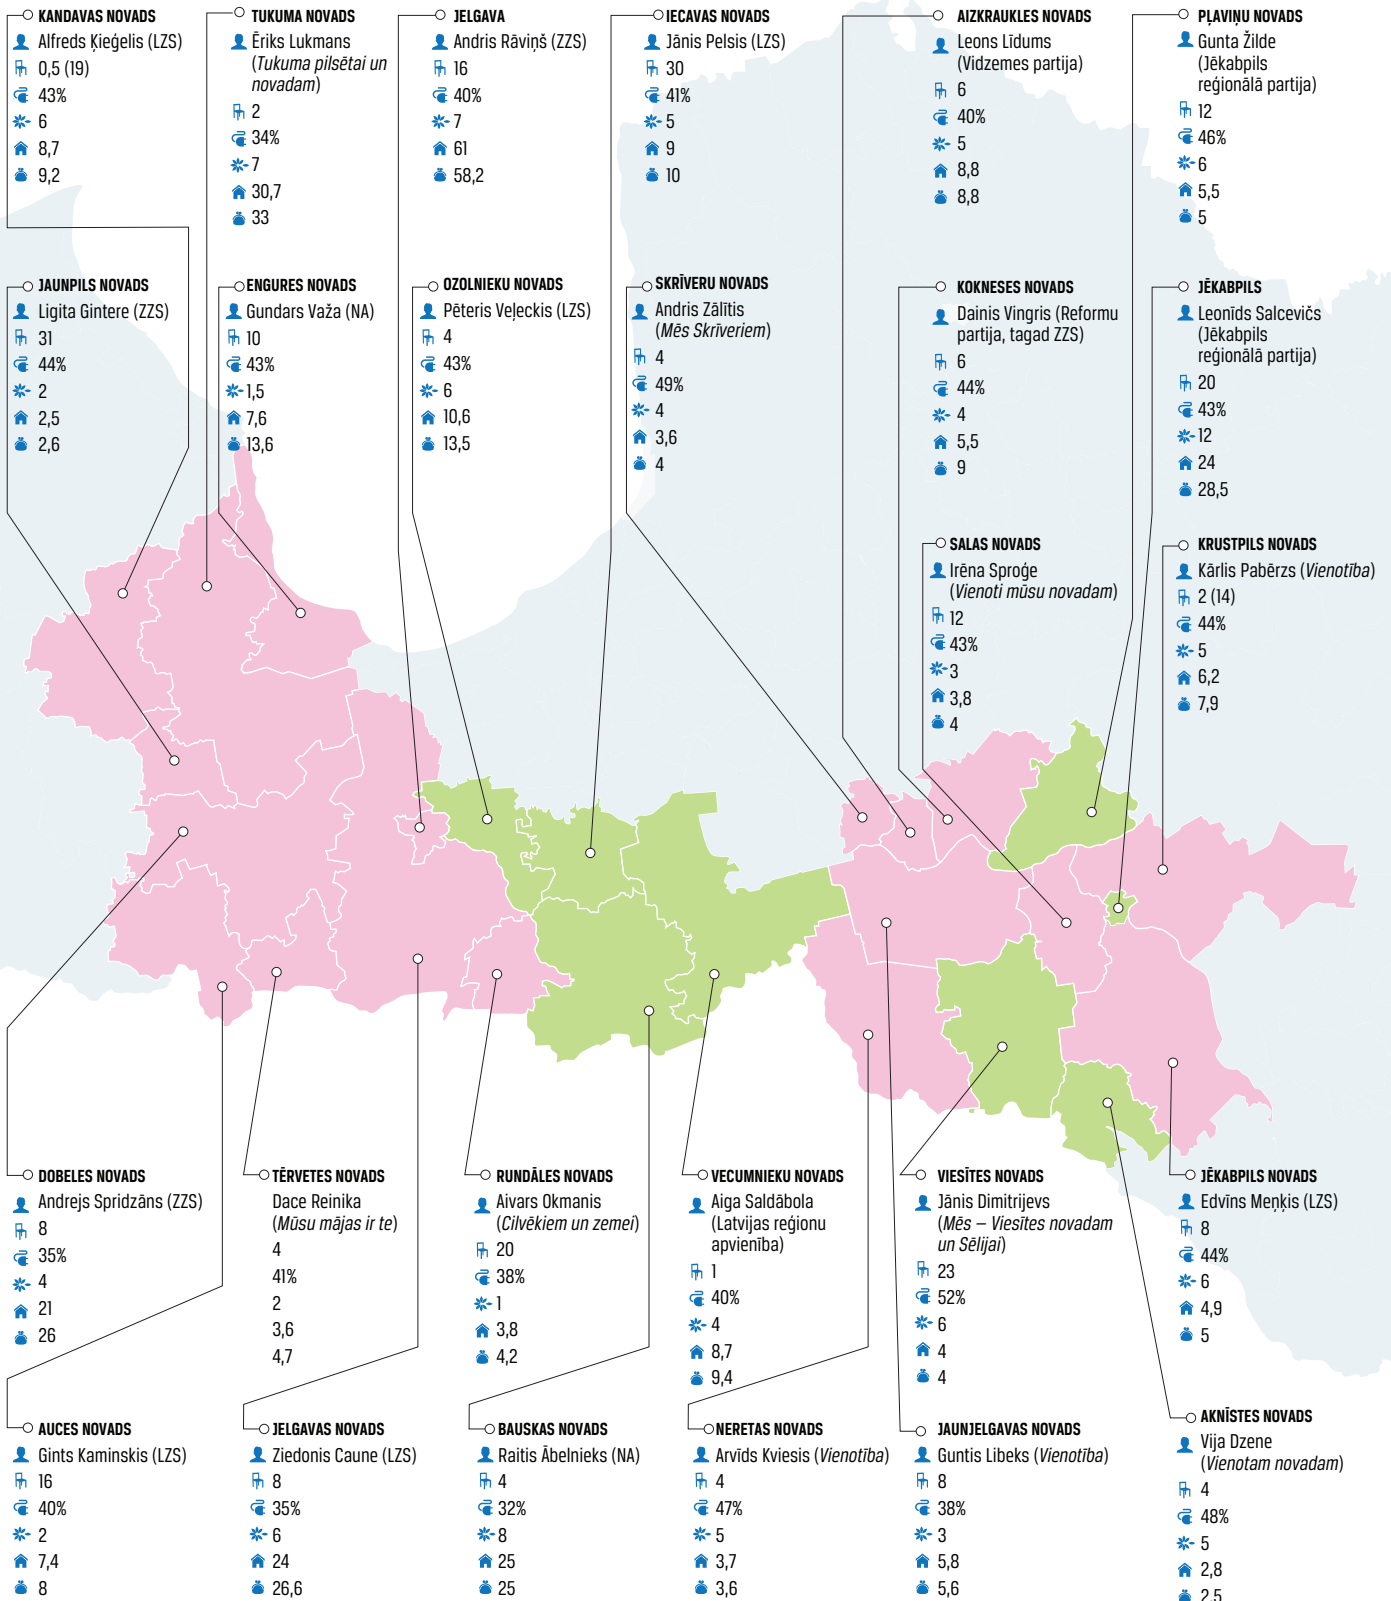 KANDAVAS NOVADS
Alfreds Ķieģelis (LZS)
0,5 (19)
43%
6
8,7
9,2
TUKUMA NOVADS
Ēriks Lukmans
(Tukuma pilsētai un
novadam)
2
34%
7
30,7
33
JELGAVA
Andris Rāviņš (ZZS)
16
40%
7
61
58,2
IECAVAS NOVADS
Jānis Pelsis (LZS)
30
41%
5
9
10
AIZKRAUKLES NOVADS
Leons Līdums
(Vidzemes partija)
6
40%
5
8,8
8,8
PĻAVIŅU NOVADS
Gunta Žilde
(Jēkabpils
reģionālā partija)
12
46%
6
5,5
5
JAUNPILS NOVADS
Ligita Gintere (ZZS)
31
44%
2
2,5
2,6
ENGURES NOVADS
Gundars Važa (NA)
10
43%
1,5
7,6
13,6
OZOLNIEKU NOVADS
Pēteris Veļeckis (LZS)
4
43%
6
10,6
13,5
SKRĪVERU NOVADS
Andris Zālītis
(Mēs Skrīveriem)
4
49%
4
3,6
4
KOKNESES NOVADS
Dainis Vingris (Reformu
partija, tagad ZZS)
6
44%
4
5,5
9
JĒKABPILS
Leonīds Salcevičs
(Jēkabpils
reģionālā partija)
20
43%
12
24
28,5
SALAS NOVADS
Irēna Sproģe
(Vienoti mūsu novadam)
12
43%
3
3,8
4
KRUSTPILS NOVADS
Kārlis Pabērzs (Vienotība)
2 (14)
44%
5
6,2
7,9
DOBELES NOVADS
Andrejs Spridzāns (ZZS)
8
35%
4
21
26
TĒRVETES NOVADS
Dace Reinika
(Mūsu mājas ir te)
4
41%
2
3,6
4,7
RUNDĀLES NOVADS
Aivars Okmanis
(Cilvēkiem un zemei)
20
38%
1
3,8
4,2
VECUMNIEKU NOVADS
Aiga Saldābola
(Latvijas reģionu
apvienība)
1
40%
4
8,7
9,4
VIESĪTES NOVADS
Jānis Dimitrijevs
(Mēs – Viesītes novadam
un Sēlijai)
23
52%
6
4
4
JĒKABPILS NOVADS
Edvīns Meņķis (LZS)
8
44%
6
4,9
5
AUCES NOVADS
Gints Kaminskis (LZS)
16
40%
2
7,4
8
JELGAVAS NOVADS
Ziedonis Caune (LZS)
8
35%
6
24
26,6
BAUSKAS NOVADS
Raitis Ābelnieks (NA)
4
32%
8
25
25
NERETAS NOVADS
Arvīds Kviesis (Vienotība)
4
47%
5
3,7
3,6
JAUNJELGAVAS NOVADS
Guntis Libeks (Vienotība)
8
38%
3
5,8
5,6
AKNĪSTES NOVADS
Vija Dzene
(Vienotam novadam)
4
48%
5
2,8
2,5